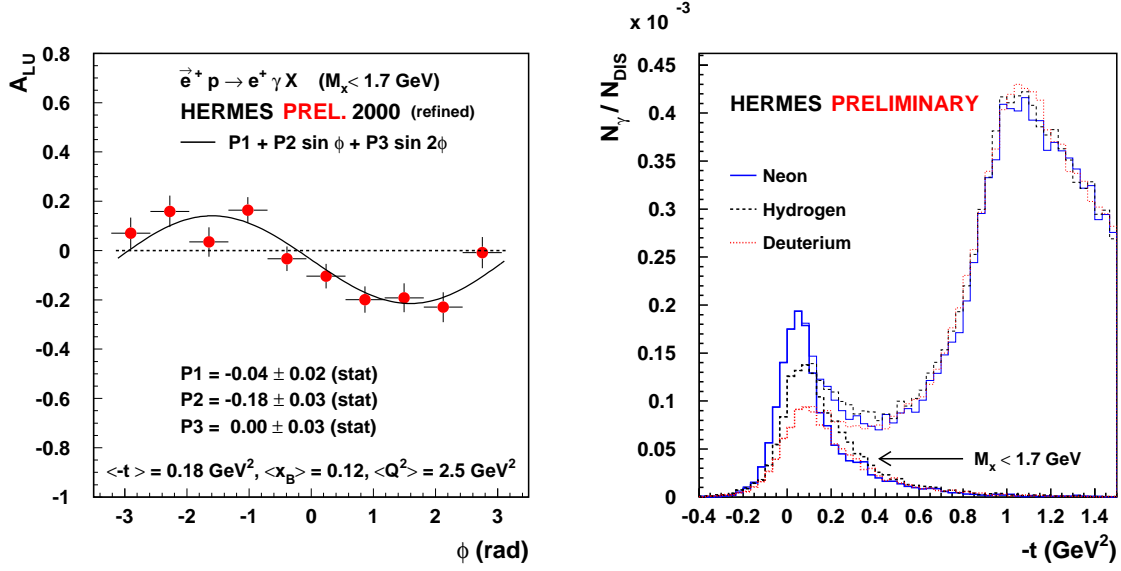 A_LU
e⃗⁺ p → e⁺ γ X (Mₓ< 1.7 GeV)
HERMES PREL. 2000 (refined)
P1 + P2 sin ϕ + P3 sin 2ϕ
0.8
0.6
0.4
0.2
0
-0.2
-0.4
-0.6
-0.8
-1
P1 = -0.04 ± 0.02 (stat)
P2 = -0.18 ± 0.03 (stat)
P3 = 0.00 ± 0.03 (stat)
<-t > = 0.18 GeV², <x_B> = 0.12, <Q²> = 2.5 GeV²
-3 -2 -1 0 1 2 3
ϕ (rad)
x 10⁻³
N_γ / N_DIS
HERMES PRELIMINARY
Neon
Hydrogen
Deuterium
0.45
0.4
0.35
0.3
0.25
0.2
0.15
0.1
0.05
0
Mₓ < 1.7 GeV
-0.4 -0.2 0 0.2 0.4 0.6 0.8 1 1.2 1.4
-t (GeV²)